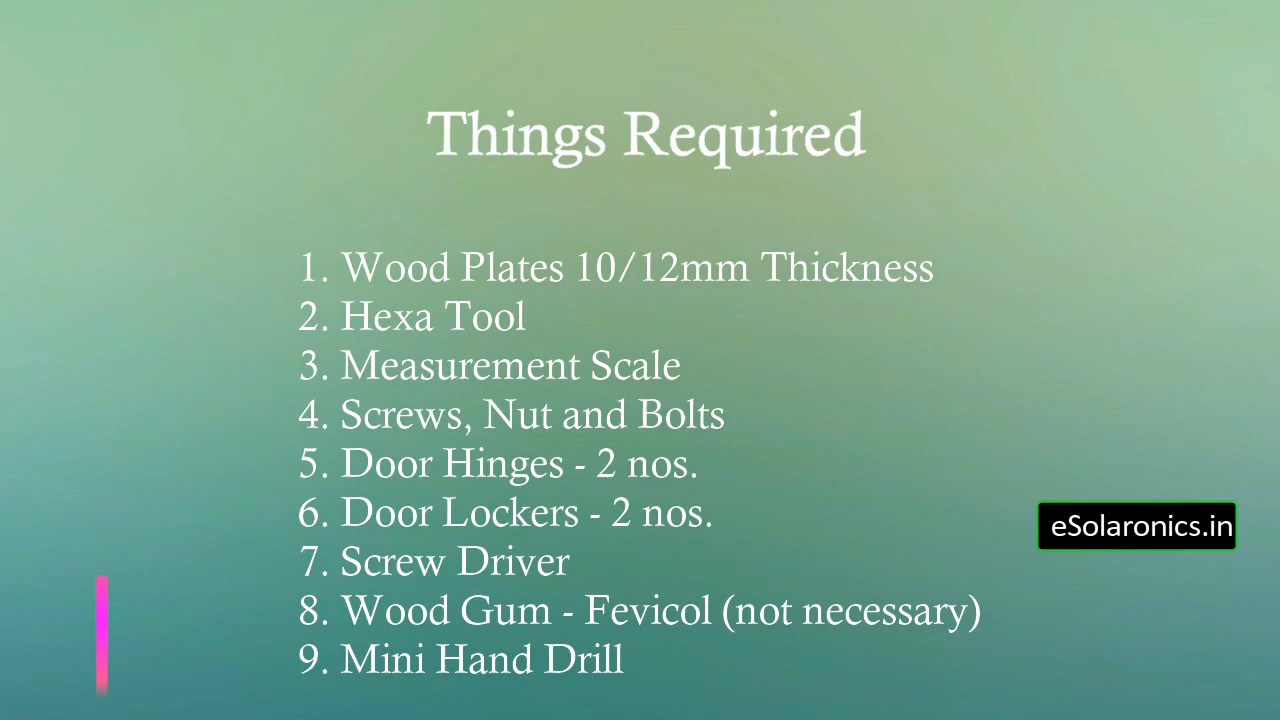 Things Required
1. Wood Plates 10/12mm Thickness
2. Hexa Tool
3. Measurement Scale
4. Screws, Nut and Bolts
5. Door Hinges - 2 nos.
6. Door Lockers - 2 nos.
eSolaronics.in
7. Screw Driver
8. Wood Gum - Fevicol (not necessary)
9. Mini Hand Drill